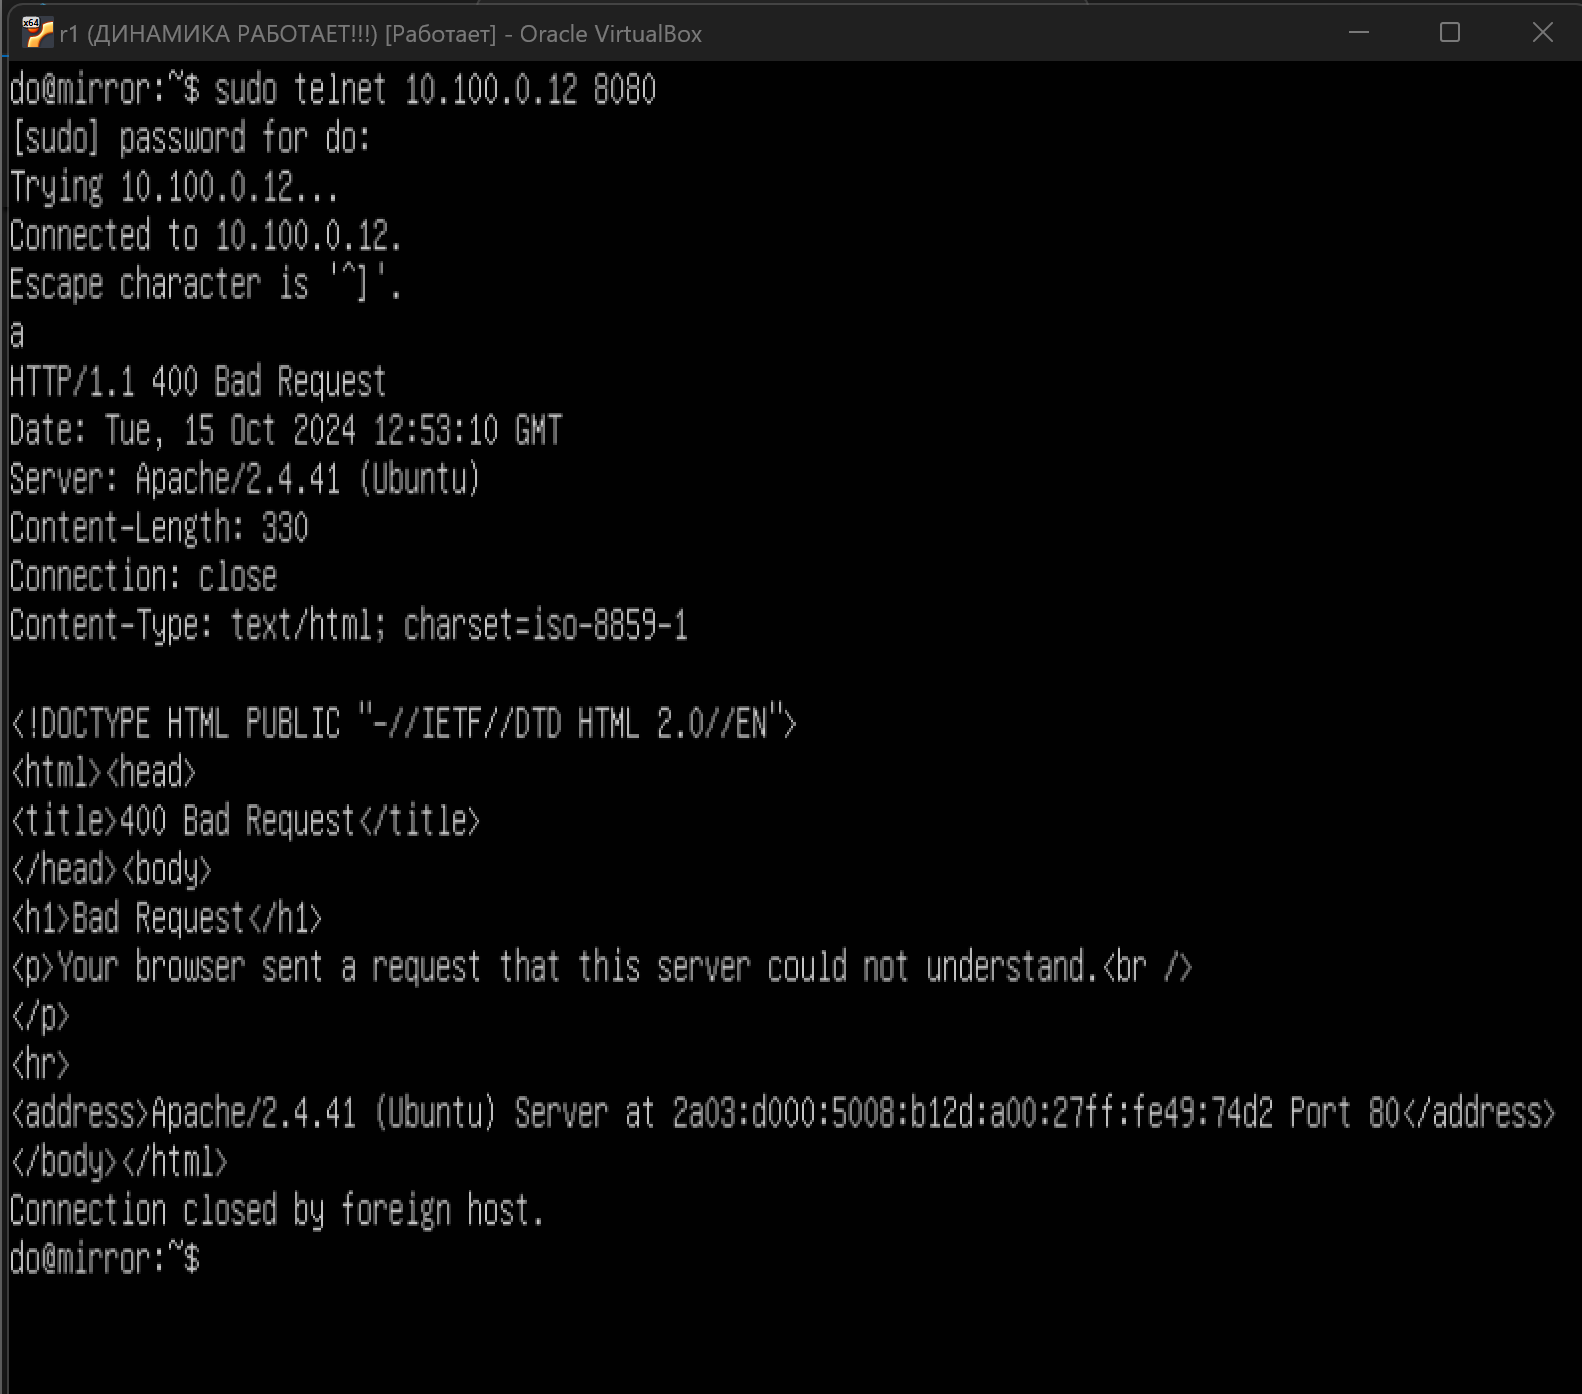 r1 (ДИНАМИКА РАБОТАЕТ!!!) [Работает] - Oracle VirtualBox
do@mirror:~$ sudo telnet 10.100.0.12 8080
[sudo] password for do:
Trying 10.100.0.12...
Connected to 10.100.0.12.
Escape character is '^]'.
a
HTTP/1.1 400 Bad Request
Date: Tue, 15 Oct 2024 12:53:10 GMT
Server: Apache/2.4.41 (Ubuntu)
Content-Length: 330
Connection: close
Content-Type: text/html; charset=iso-8859-1
<!DOCTYPE HTML PUBLIC "-//IETF//DTD HTML 2.0//EN">
<html><head>
<title>400 Bad Request</title>
</head><body>
<h1>Bad Request</h1>
<p>Your browser sent a request that this server could not understand.<br />
</p>
<hr>
<address>Apache/2.4.41 (Ubuntu) Server at 2a03:d000:5008:b12d:a00:27ff:fe49:74d2 Port 80</address>
</body></html>
Connection closed by foreign host.
do@mirror:~$